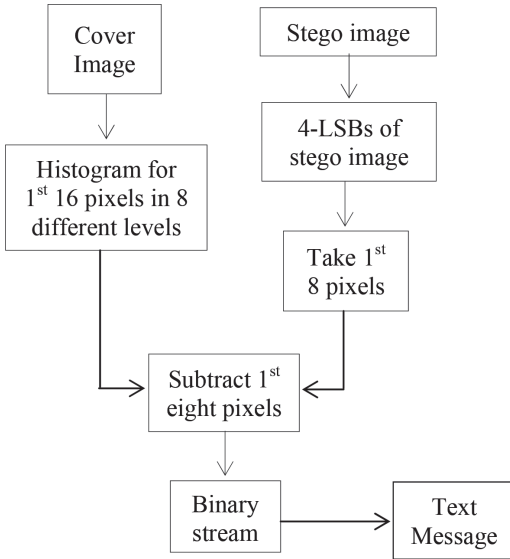 Cover
Image
Stego image
4-LSBs of
stego image
Histogram for
1st 16 pixels in 8
different levels
Take 1st
8 pixels
Subtract 1st
eight pixels
Binary
stream
Text
Message